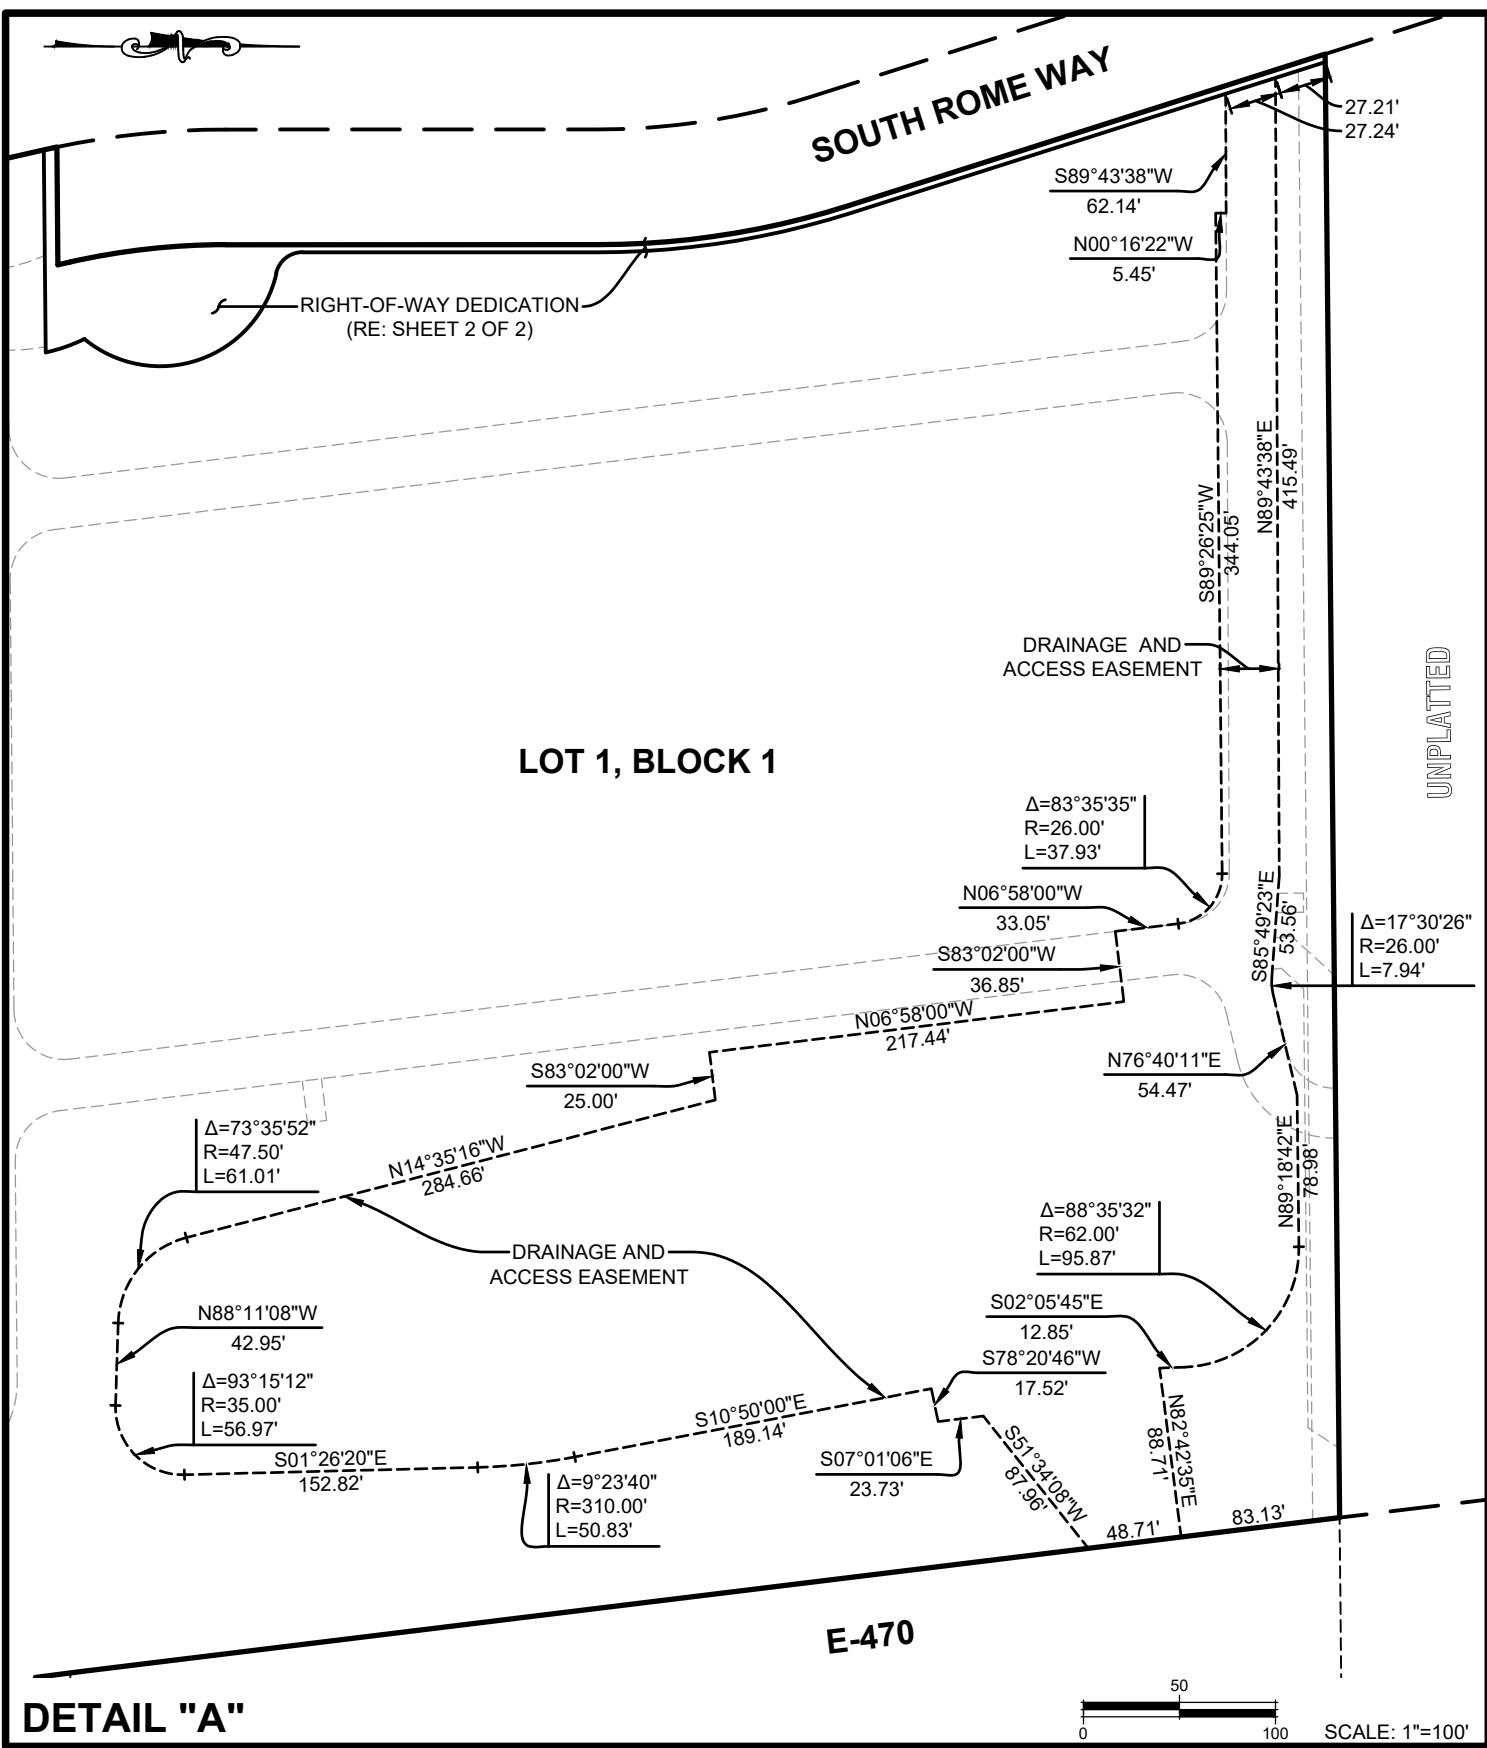 SOUTH ROME WAY
27.21'
27.24'
S89°43'38"W
62.14'
N00°16'22"W
5.45'
RIGHT-OF-WAY DEDICATION
(RE: SHEET 2 OF 2)
S89°26'25"W
344.05'
N89°43'38"E
415.49'
DRAINAGE AND
ACCESS EASEMENT
UNPLATTED
LOT 1, BLOCK 1
Δ=83°35'35"
R=26.00'
L=37.93'
N06°58'00"W
33.05'
S83°02'00"W
36.85'
S85°49'23"E
53.56'
Δ=17°30'26"
R=26.00'
L=7.94'
N06°58'00"W
217.44'
S83°02'00"W
25.00'
N76°40'11"E
54.47'
Δ=73°35'52"
R=47.50'
L=61.01'
N14°35'16"W
284.66'
N89°18'42"E
78.98'
Δ=88°35'32"
R=62.00'
L=95.87'
DRAINAGE AND
ACCESS EASEMENT
N88°11'08"W
42.95'
S02°05'45"E
12.85'
S78°20'46"W
17.52'
Δ=93°15'12"
R=35.00'
L=56.97'
S10°50'00"E
189.14'
S01°26'20"E
152.82'
S07°01'06"E
23.73'
S51°34'08"W
87.96'
N82°42'35"E
88.71'
Δ=9°23'40"
R=310.00'
L=50.83'
48.71'
83.13'
E-470
DETAIL "A"
50
0
100
SCALE: 1"=100'